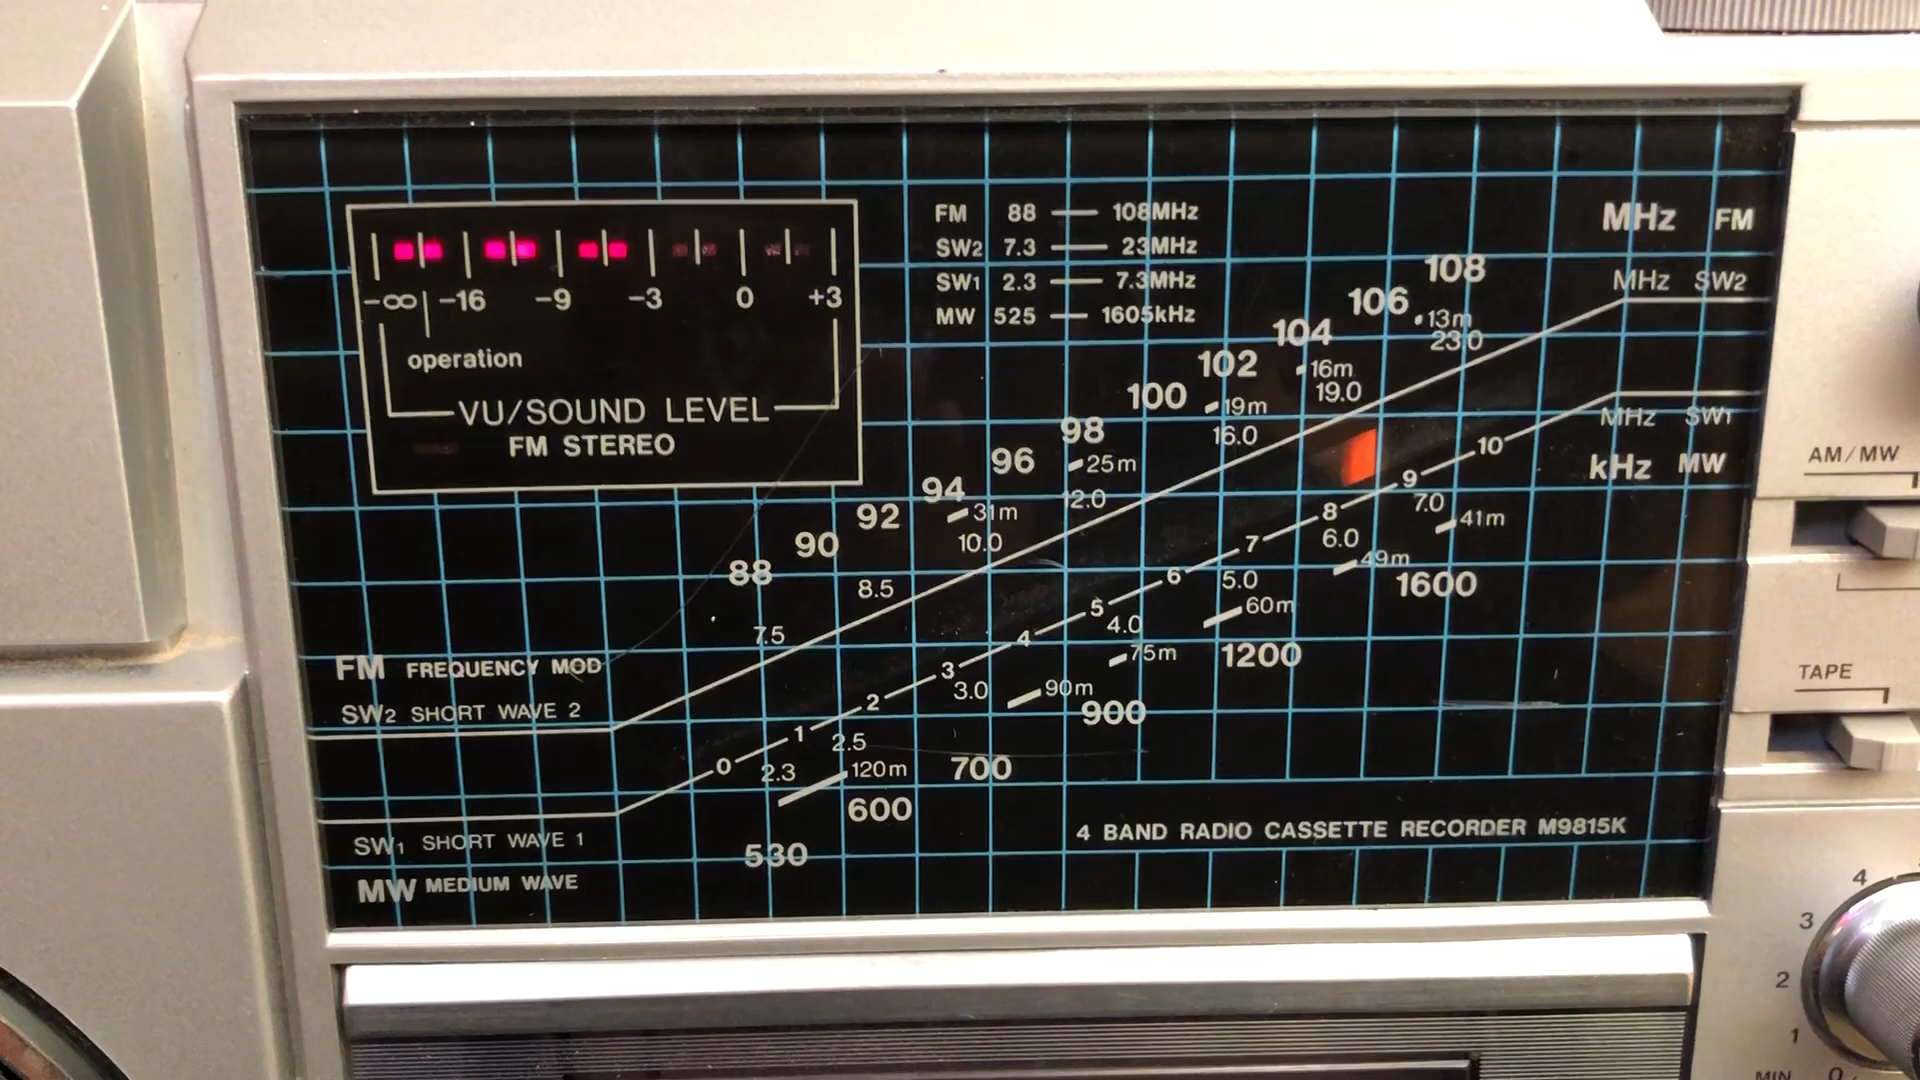 FM 88 — 108MHz
SW2 7.3 — 23MHz
SW1 2.3 — 7.3MHz
MW 525 — 1605kHz
-∞ -16 -9 -3 0 +3
operation
VU/SOUND LEVEL
FM STEREO
MHz FM
MHz SW2
MHz SW1
kHz MW
88 90 92 94 96 98 100 102 104 106 108
31m 25m 19m 16m 13m
7.5 8.5 10.0 12.0 16.0 19.0 23.0
FM FREQUENCY MOD
SW2 SHORT WAVE 2
0 1 2 3 4 5 6 7 8 9 10
2.3 2.5 3.0 4.0 5.0 6.0 7.0
120m 90m 75m 60m 49m 41m
530 600 700 900 1200 1600
SW1 SHORT WAVE 1
MW MEDIUM WAVE
4 BAND RADIO CASSETTE RECORDER M9815K
AM/MW
TAPE
4
3
2
1
MIN 0